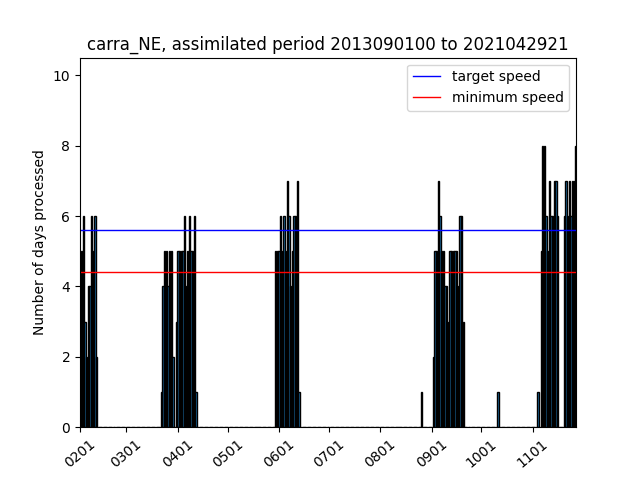 carra_NE, assimilated period 2013090100 to 2021042921
target speed
minimum speed
Number of days processed
10
8
6
4
2
0
0201 0301 0401 0501 0601 0701 0801 0901 1001 1101